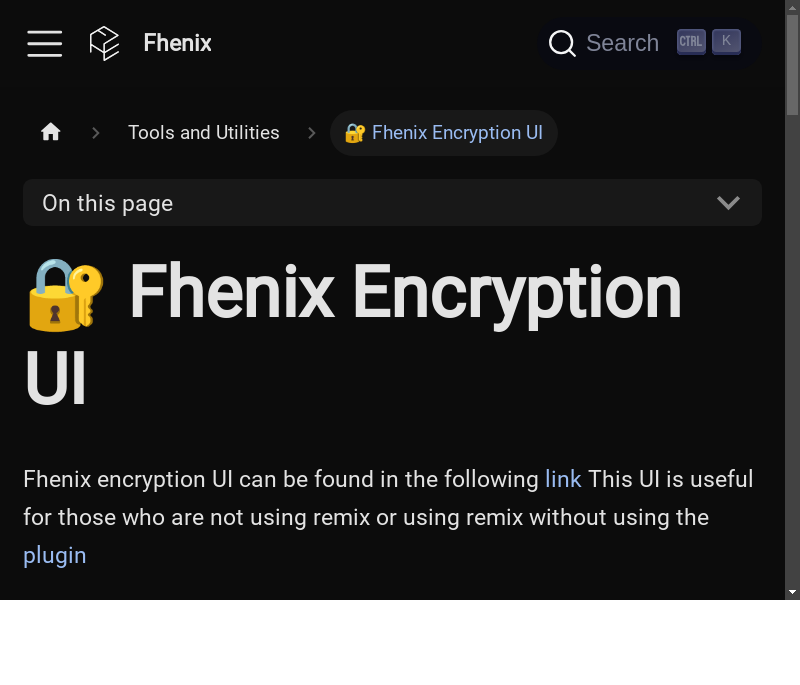 Fhenix
Search CTRL K
Tools and Utilities
🔐 Fhenix Encryption UI
On this page
🔐 Fhenix Encryption
UI
Fhenix encryption UI can be found in the following link This UI is useful
for those who are not using remix or using remix without using the
plugin